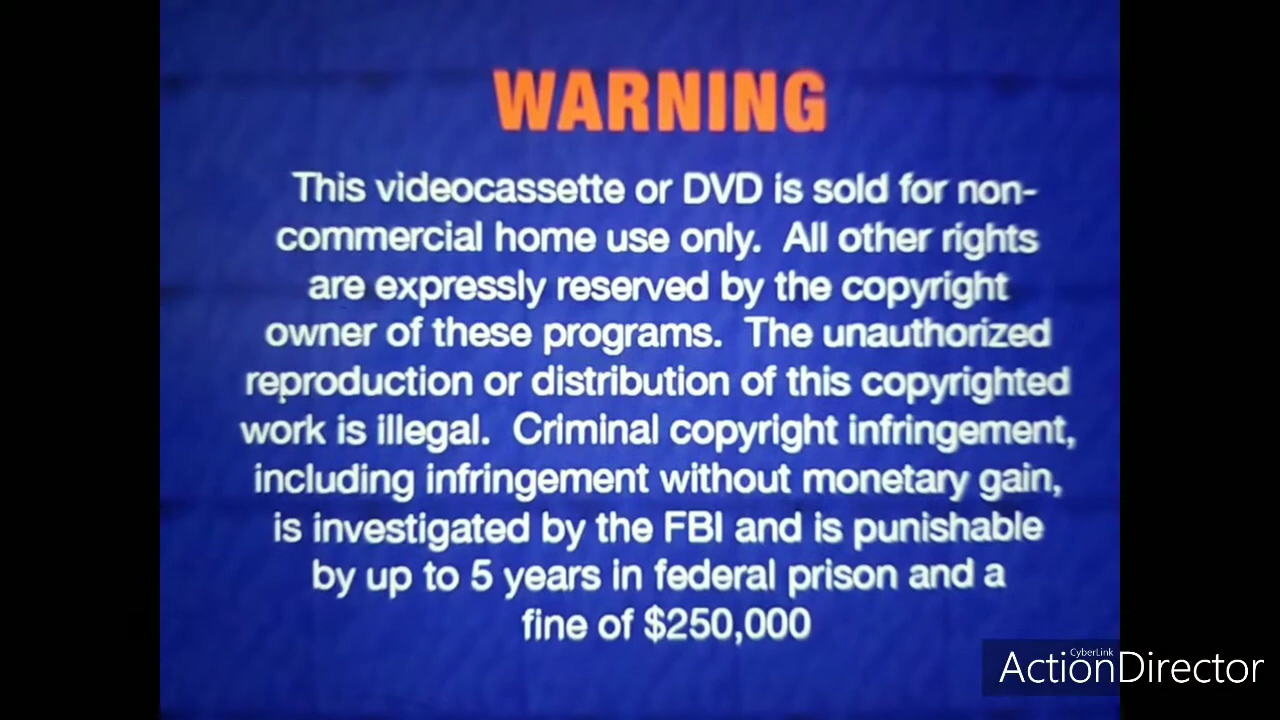 WARNING
This videocassette or DVD is sold for non-
commercial home use only.  All other rights
are expressly reserved by the copyright
owner of these programs.  The unauthorized
reproduction or distribution of this copyrighted
work is illegal.  Criminal copyright infringement,
including infringement without monetary gain,
is investigated by the FBI and is punishable
by up to 5 years in federal prison and a
fine of $250,000
CyberLink
ActionDirector